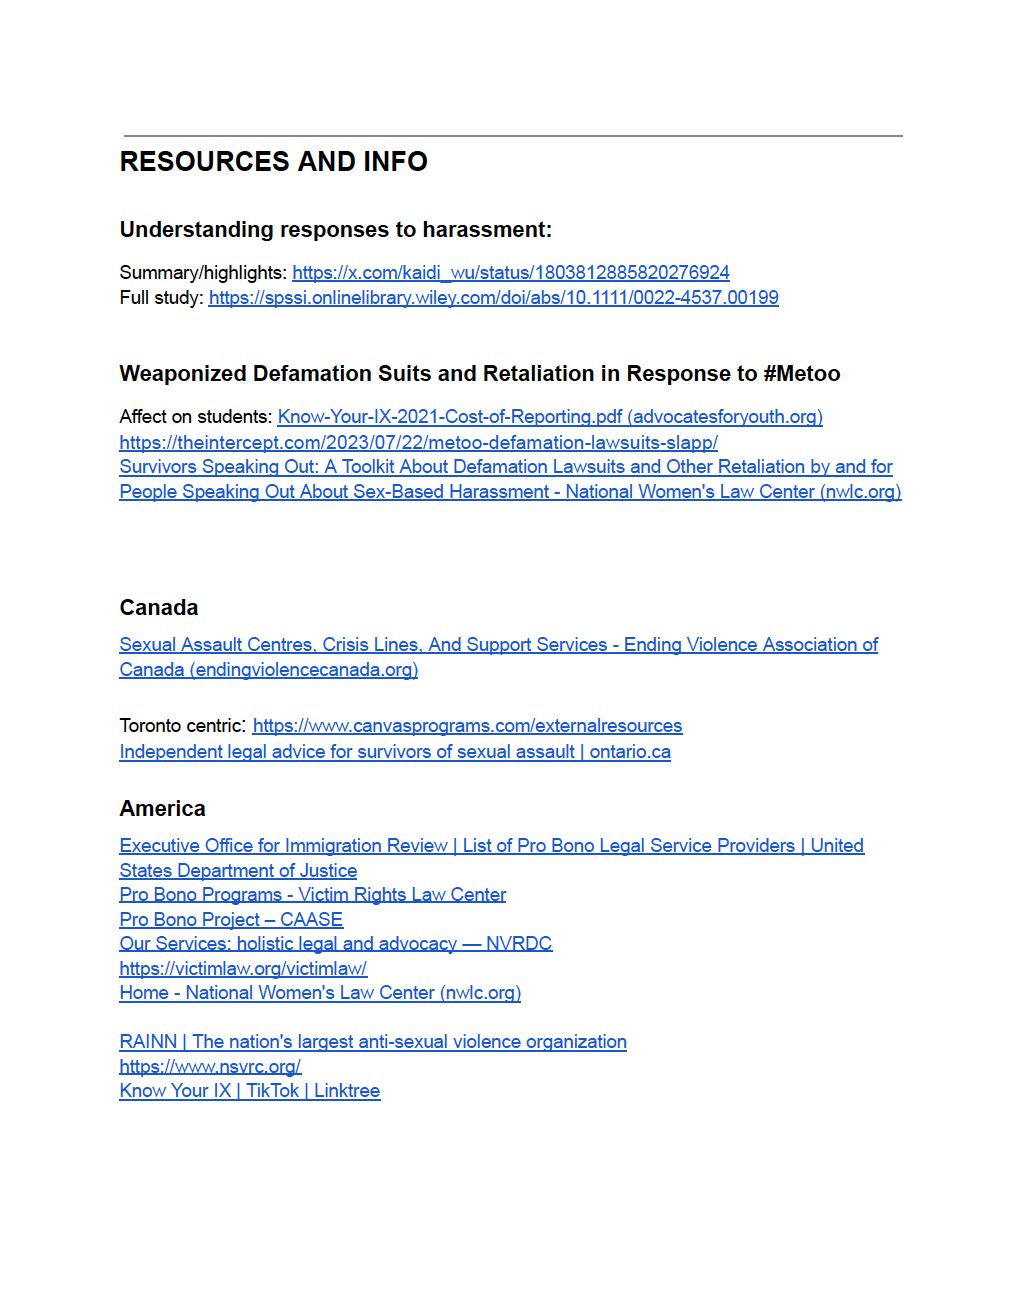 RESOURCES AND INFO
Understanding responses to harassment:
Summary/highlights: https://x.com/kaidi_wu/status/1803812885820276924
Full study: https://spssi.onlinelibrary.wiley.com/doi/abs/10.1111/0022-4537.00199
Weaponized Defamation Suits and Retaliation in Response to #Metoo
Affect on students: Know-Your-IX-2021-Cost-of-Reporting.pdf (advocatesforyouth.org)
https://theintercept.com/2023/07/22/metoo-defamation-lawsuits-slapp/
Survivors Speaking Out: A Toolkit About Defamation Lawsuits and Other Retaliation by and for
People Speaking Out About Sex-Based Harassment - National Women's Law Center (nwlc.org)
Canada
Sexual Assault Centres, Crisis Lines, And Support Services - Ending Violence Association of
Canada (endingviolencecanada.org)
Toronto centric: https://www.canvasprograms.com/externalresources
Independent legal advice for survivors of sexual assault | ontario.ca
America
Executive Office for Immigration Review | List of Pro Bono Legal Service Providers | United
States Department of Justice
Pro Bono Programs - Victim Rights Law Center
Pro Bono Project – CAASE
Our Services: holistic legal and advocacy — NVRDC
https://victimlaw.org/victimlaw/
Home - National Women's Law Center (nwlc.org)
RAINN | The nation's largest anti-sexual violence organization
https://www.nsvrc.org/
Know Your IX | TikTok | Linktree